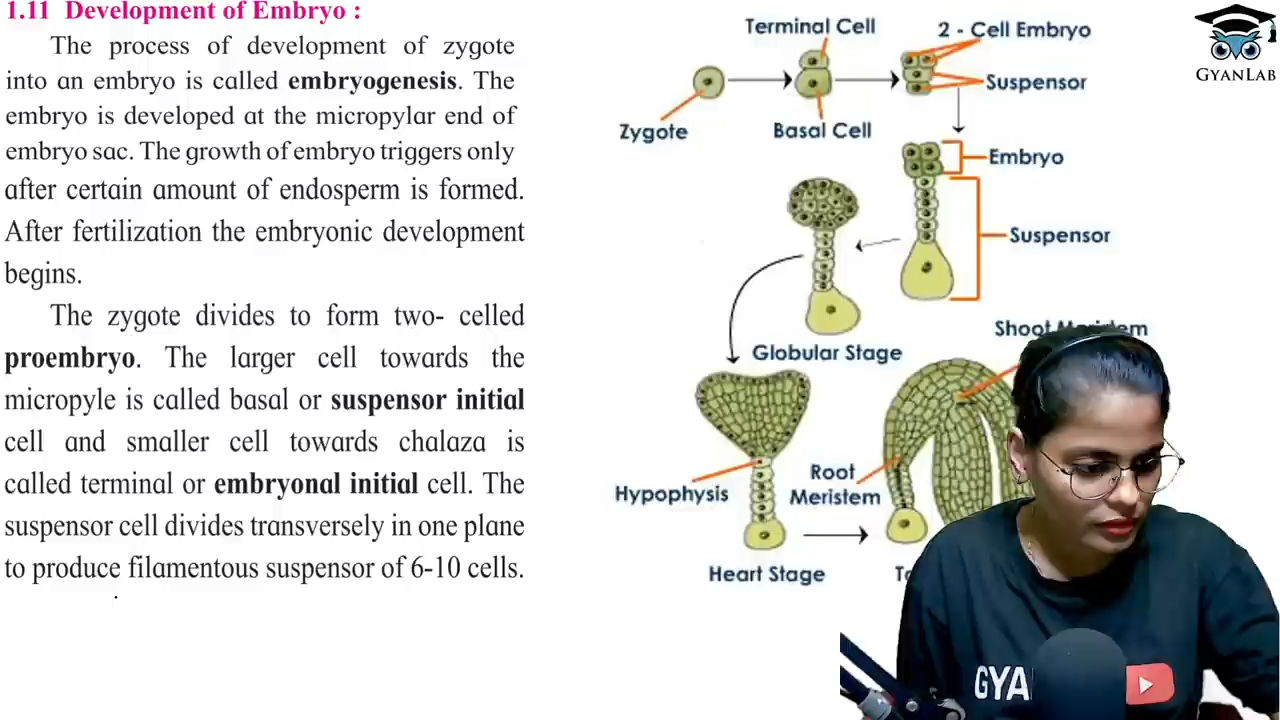 1.11 Development of Embryo :
The process of development of zygote
into an embryo is called embryogenesis. The
embryo is developed at the micropylar end of
embryo sac. The growth of embryo triggers only
after certain amount of endosperm is formed.
After fertilization the embryonic development
begins.
The zygote divides to form two- celled
proembryo. The larger cell towards the
micropyle is called basal or suspensor initial
cell and smaller cell towards chalaza is
called terminal or embryonal initial cell. The
suspensor cell divides transversely in one plane
to produce filamentous suspensor of 6-10 cells.
Terminal Cell
2 - Cell Embryo
Suspensor
Zygote
Basal Cell
Embryo
Suspensor
Globular Stage
Shoot Meristem
Root
Meristem
Hypophysis
Heart Stage
GYANLAB
GYA